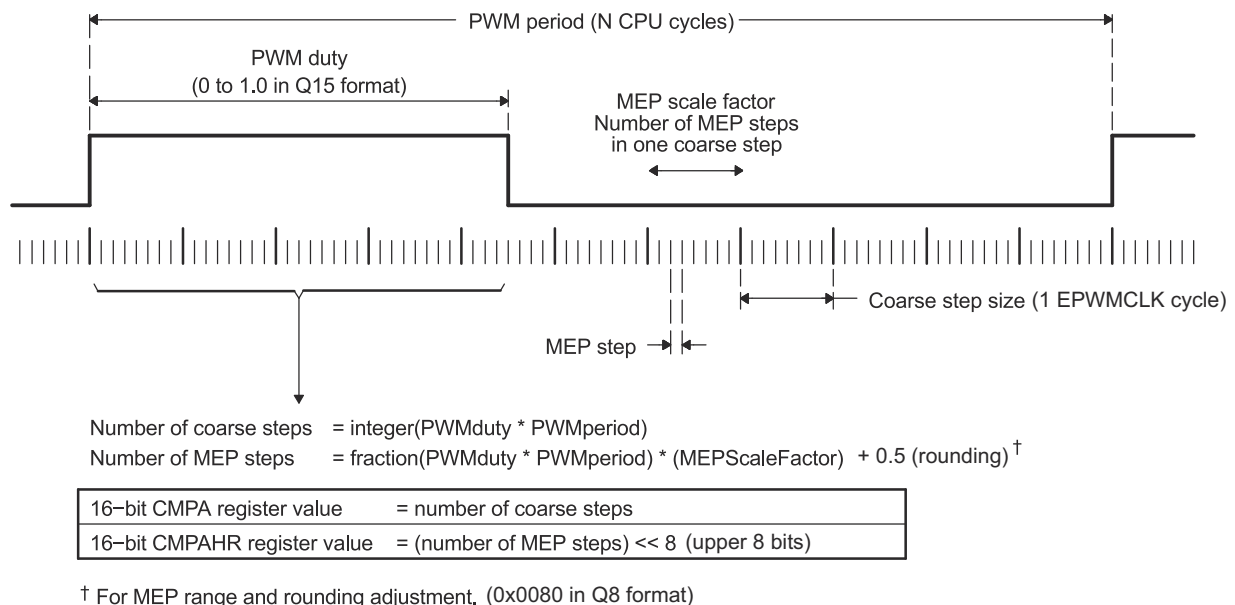 PWM period (N CPU cycles)
PWM duty
(0 to 1.0 in Q15 format)
MEP scale factor
Number of MEP steps
in one coarse step
Coarse step size (1 EPWMCLK cycle)
MEP step
Number of coarse steps = integer(PWMduty * PWMperiod)
Number of MEP steps = fraction(PWMduty * PWMperiod) * (MEPScaleFactor) + 0.5 (rounding) †
16−bit CMPA register value = number of coarse steps
16−bit CMPAHR register value = (number of MEP steps) << 8 (upper 8 bits)
† For MEP range and rounding adjustment. (0x0080 in Q8 format)